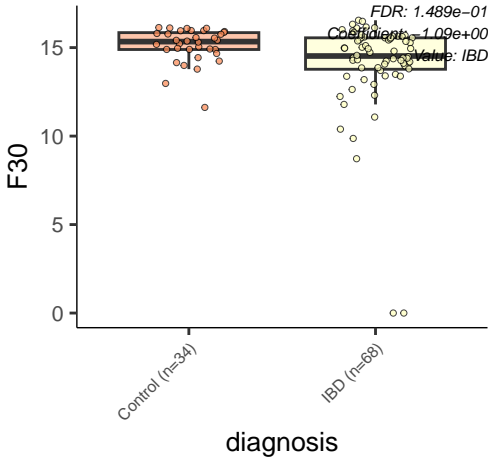 FDR: 1.489e−01
Coefficient: −1.09e+00
Value: IBD
15
10
5
0
F30
Control (n=34)
IBD (n=68)
diagnosis